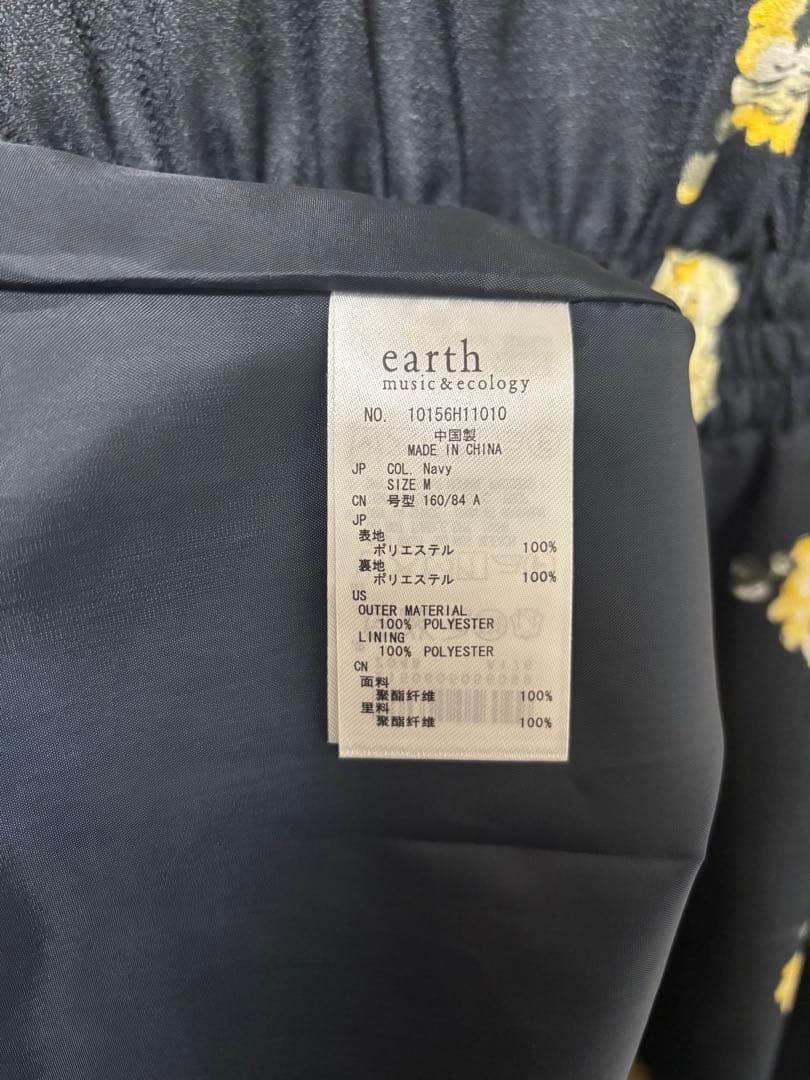 earth
music & ecology
NO. 10156H11010
中国製
MADE IN CHINA
JP COL. Navy
SIZE M
CN 号型 160/84 A
JP
表地
ポリエステル 100%
裏地
ポリエステル 100%
US
OUTER MATERIAL
100% POLYESTER
LINING
100% POLYESTER
CN
面料
聚酯纤维 100%
里料
聚酯纤维 100%